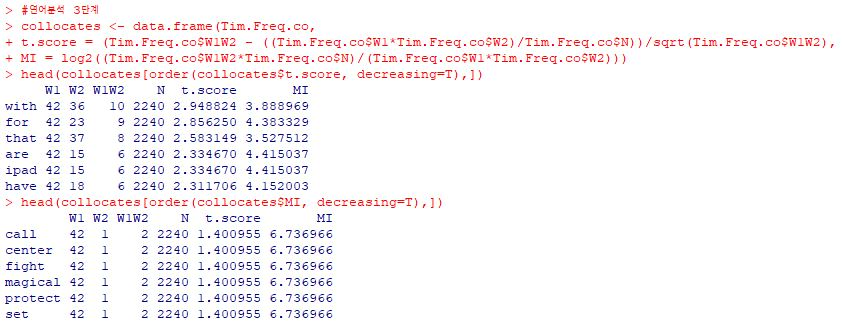 > #연어분석 3단계
> collocates <- data.frame(Tim.Freq.co,
+ t.score = (Tim.Freq.co$W1W2 - ((Tim.Freq.co$W1*Tim.Freq.co$W2)/Tim.Freq.co$N))/sqrt(Tim.Freq.co$W1W2),
+ MI = log2((Tim.Freq.co$W1W2*Tim.Freq.co$N)/(Tim.Freq.co$W1*Tim.Freq.co$W2)))
> head(collocates[order(collocates$t.score, decreasing=T),])
W1 W2 W1W2 N t.score MI
with 42 36 10 2240 2.948824 3.888969
for 42 23 9 2240 2.856250 4.383329
that 42 37 8 2240 2.583149 3.527512
are 42 15 6 2240 2.334670 4.415037
ipad 42 15 6 2240 2.334670 4.415037
have 42 18 6 2240 2.311706 4.152003
> head(collocates[order(collocates$MI, decreasing=T),])
W1 W2 W1W2 N t.score MI
call 42 1 2 2240 1.400955 6.736966
center 42 1 2 2240 1.400955 6.736966
fight 42 1 2 2240 1.400955 6.736966
magical 42 1 2 2240 1.400955 6.736966
protect 42 1 2 2240 1.400955 6.736966
set 42 1 2 2240 1.400955 6.736966